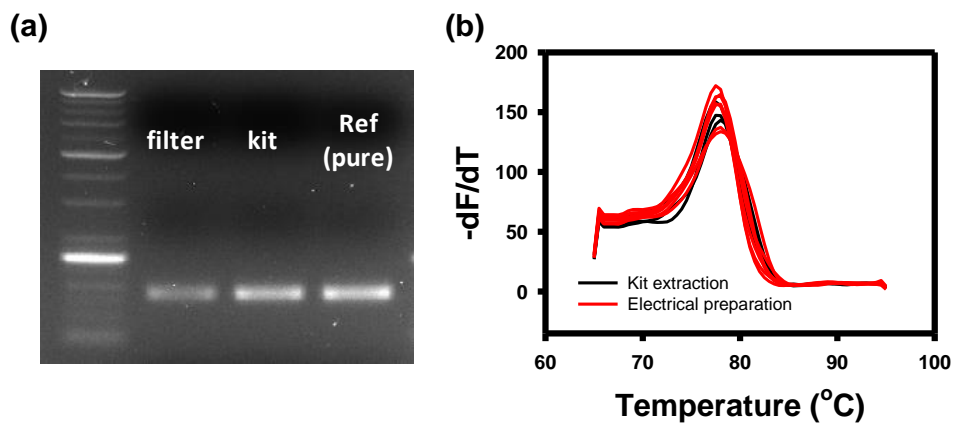 (a)
filter
kit
Ref
(pure)
(b)
200
150
100
50
0
-dF/dT
Kit extraction
Electrical preparation
60
70
80
90
100
Temperature (°C)